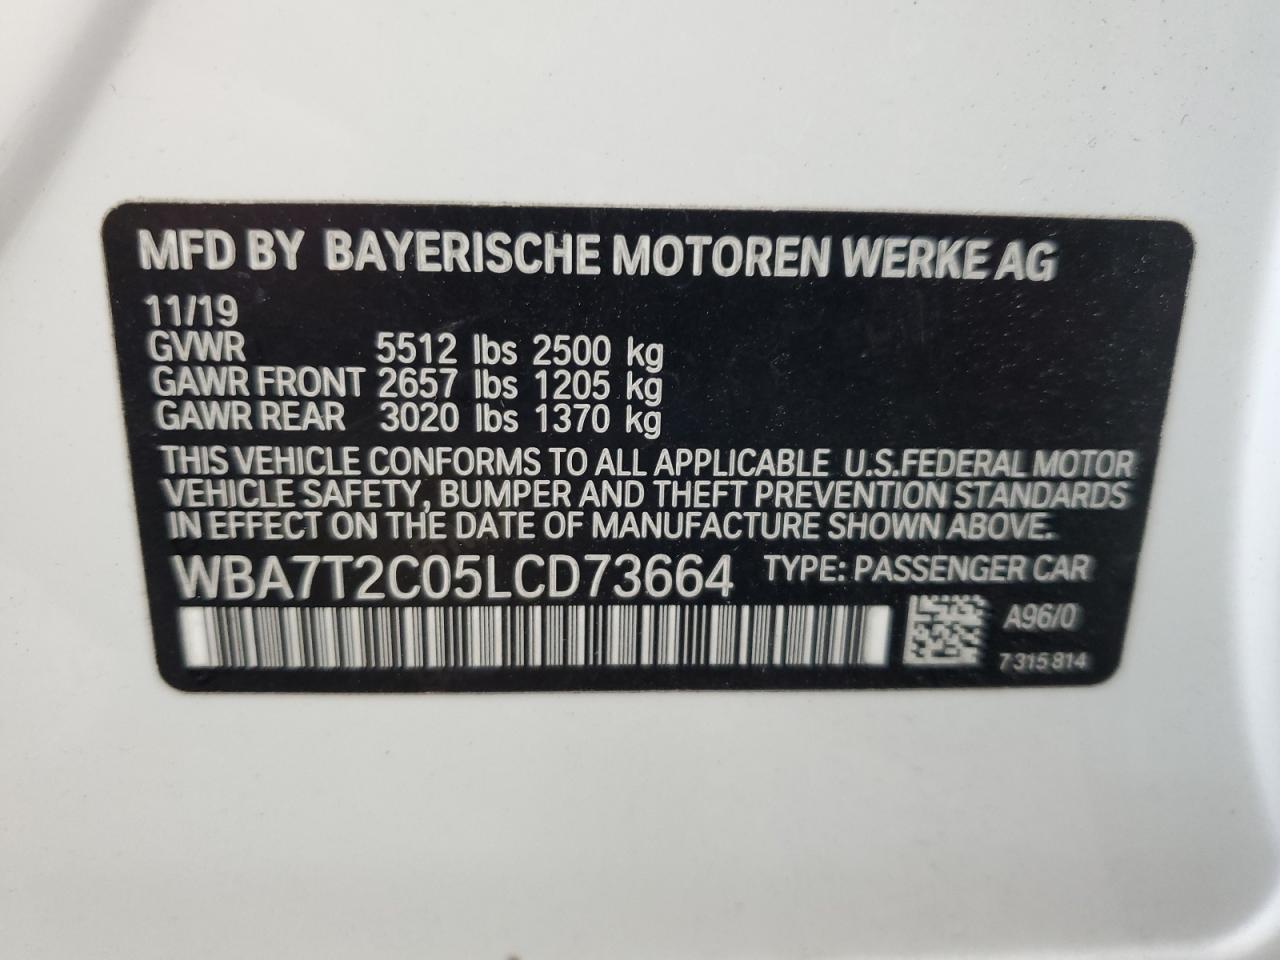 MFD BY BAYERISCHE MOTOREN WERKE AG
11/19
GVWR 5512 lbs 2500 kg
GAWR FRONT 2657 lbs 1205 kg
GAWR REAR 3020 lbs 1370 kg
THIS VEHICLE CONFORMS TO ALL APPLICABLE U.S.FEDERAL MOTOR
VEHICLE SAFETY, BUMPER AND THEFT PREVENTION STANDARDS
IN EFFECT ON THE DATE OF MANUFACTURE SHOWN ABOVE.
WBA7T2C05LCD73664 TYPE: PASSENGER CAR
A96/0
7 315 814